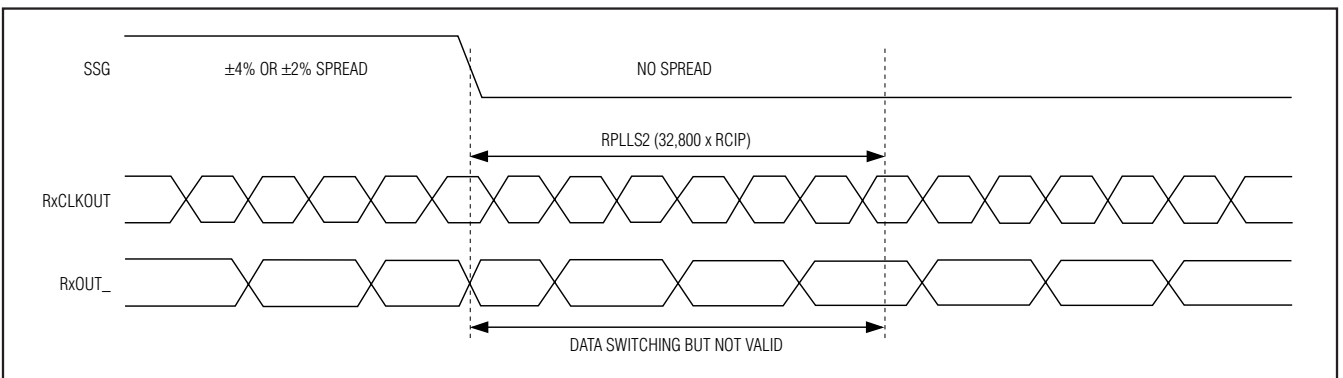 SSG
±4% OR ±2% SPREAD
NO SPREAD
RPLLS2 (32,800 x RCIP)
RxCLKOUT
RxOUT_
DATA SWITCHING BUT NOT VALID